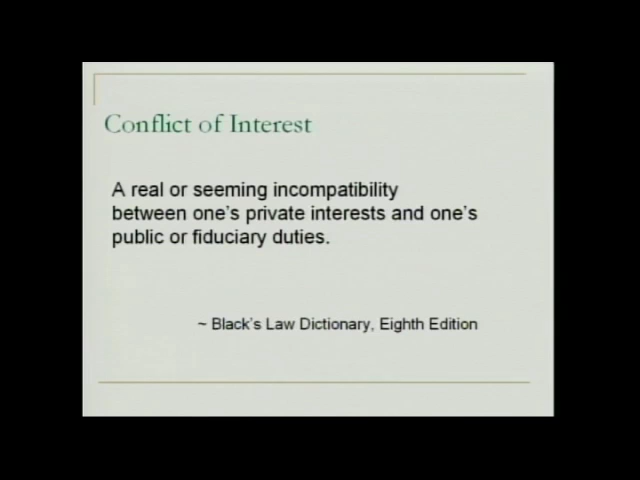 Conflict of Interest
A real or seeming incompatibility
between one's private interests and one's
public or fiduciary duties.
~ Black's Law Dictionary, Eighth Edition